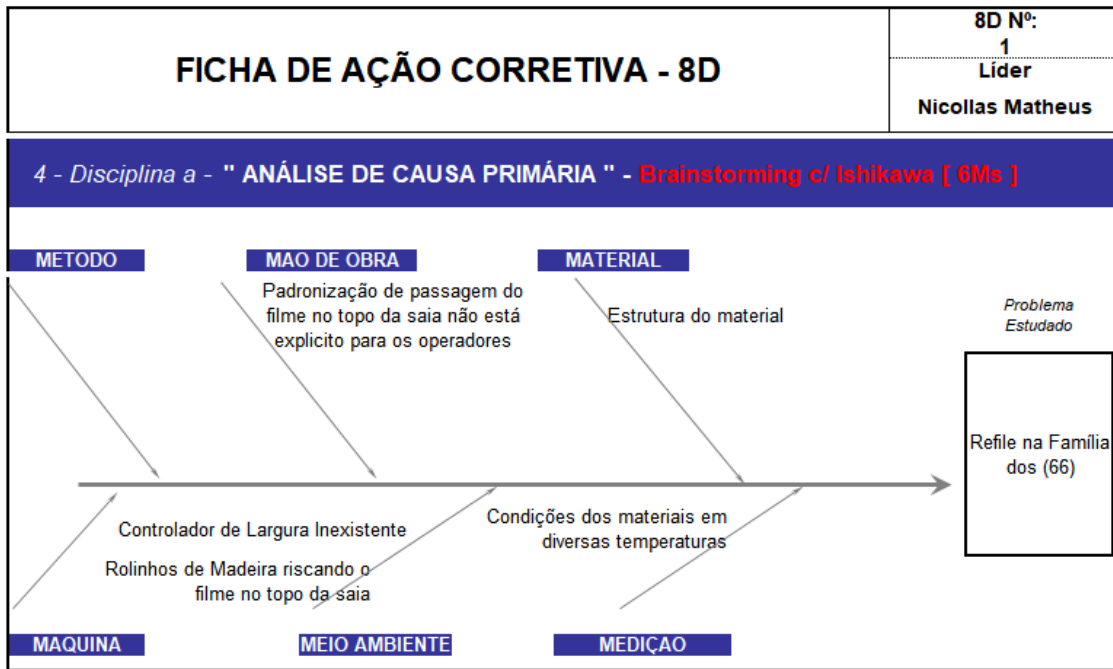 FICHA DE AÇÃO CORRETIVA - 8D
8D Nº:
1
Líder
Nicollas Matheus
4 - Disciplina a - " ANÁLISE DE CAUSA PRIMÁRIA " - Brainstorming c/ Ishikawa [ 6Ms ]
METODO
MAO DE OBRA
MATERIAL
Padronização de passagem do
filme no topo da saia não está
explicito para os operadores
Estrutura do material
Problema
Estudado
Refile na Família
dos (66)
Controlador de Largura Inexistente
Rolinhos de Madeira riscando o
filme no topo da saia
Condições dos materiais em
diversas temperaturas
MAQUINA
MEIO AMBIENTE
MEDIÇAO